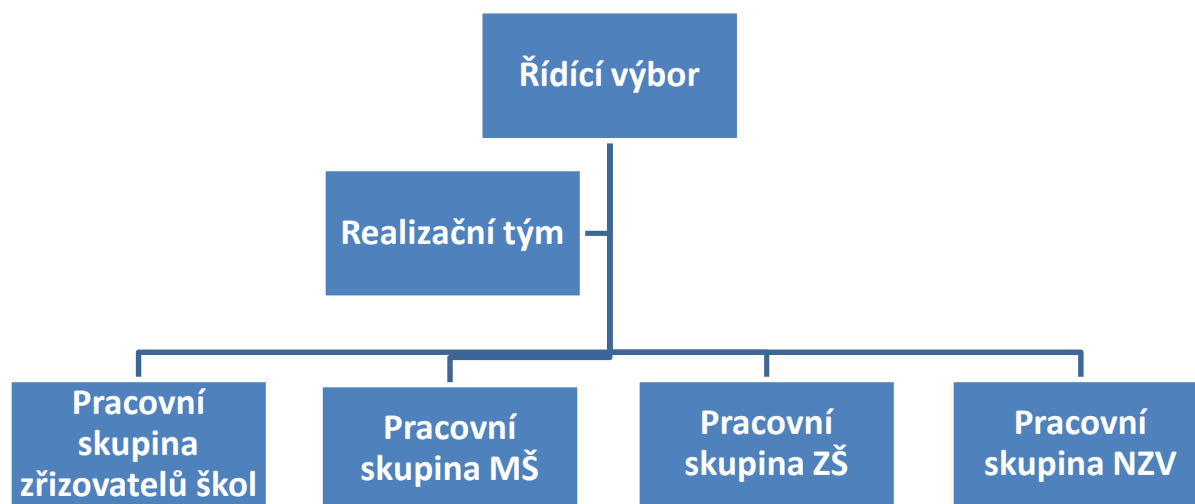 Řídící výbor
Realizační tým
Pracovní
skupina
zřizovatelů škol
Pracovní
skupina MŠ
Pracovní
skupina ZŠ
Pracovní
skupina NZV